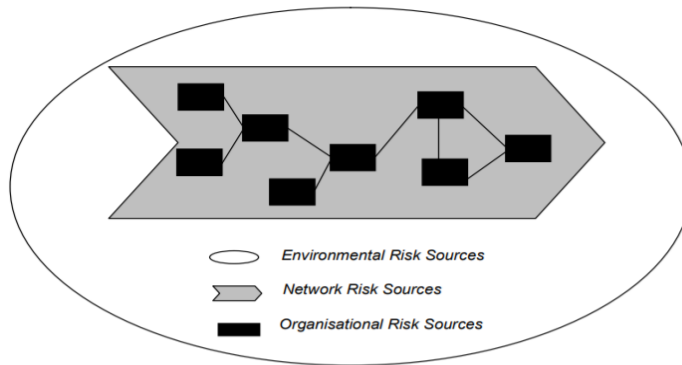 Environmental Risk Sources
Network Risk Sources
Organisational Risk Sources